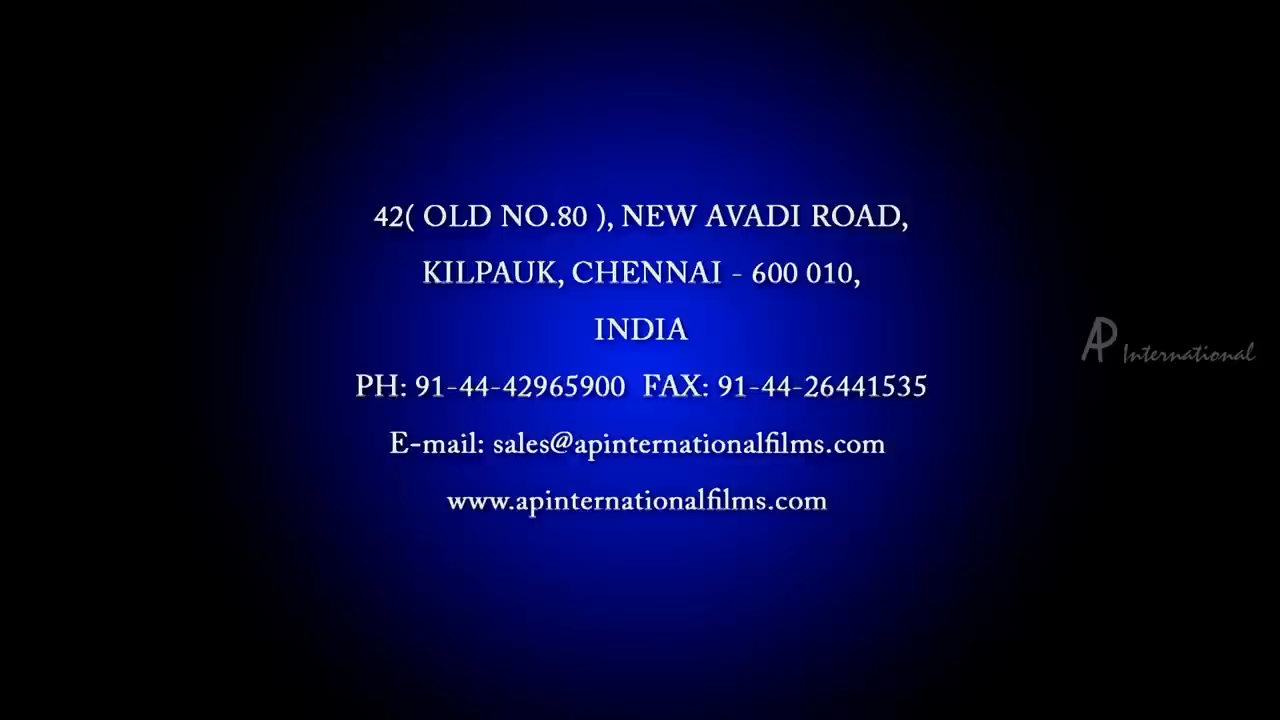 42( OLD NO.80 ), NEW AVADI ROAD,
KILPAUK, CHENNAI - 600 010,
INDIA
PH: 91-44-42965900 FAX: 91-44-26441535
E-mail: sales@apinternationalfilms.com
www.apinternationalfilms.com
AP International